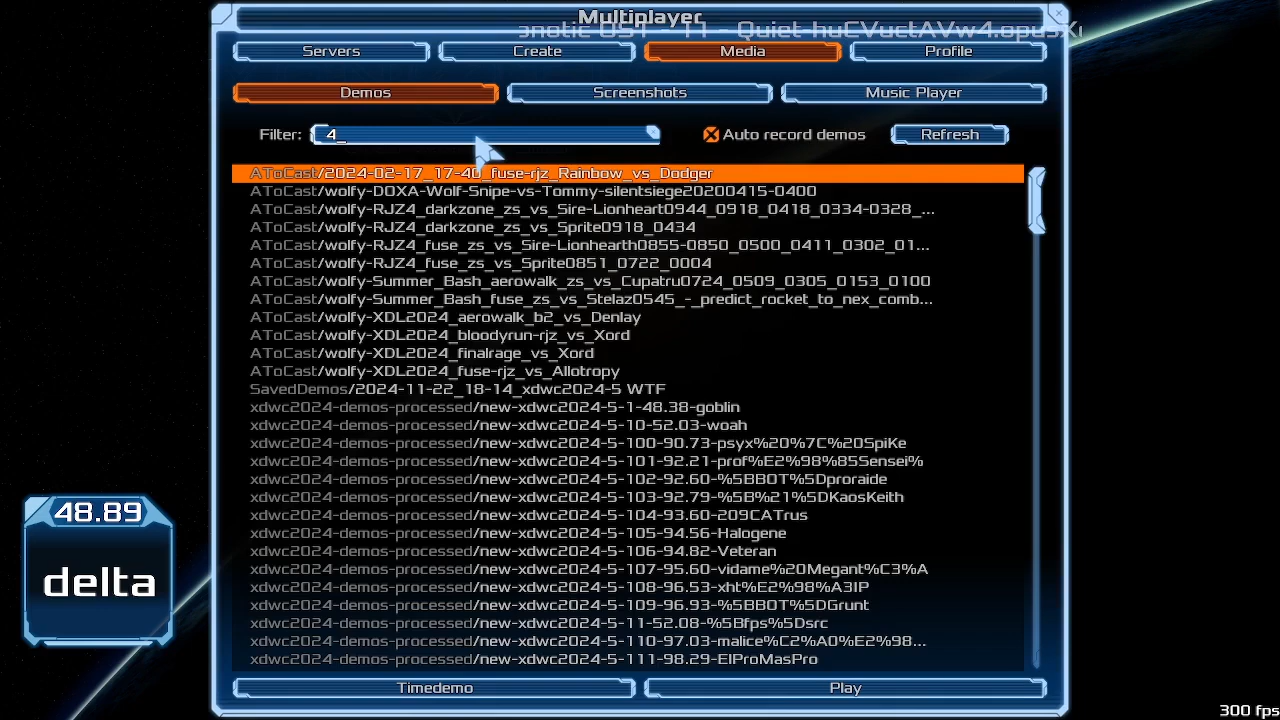 Multiplayer
onotic OST - 11 - Quiet-huCVuctAVw4.opus
Servers Create Media Profile
Demos Screenshots Music Player
Filter: 4_ Auto record demos Refresh
AToCast/2024-02-17_17-40_fuse-rjz_Rainbow_vs_Dodger
AToCast/wolfy-DOXA-Wolf-Snipe-vs-Tommy-silentsiege20200415-0400
AToCast/wolfy-RJZ4_darkzone_zs_vs_Sire-Lionheart0944_0918_0418_0334-0328_...
AToCast/wolfy-RJZ4_darkzone_zs_vs_Sprite0918_0434
AToCast/wolfy-RJZ4_fuse_zs_vs_Sire-Lionhearth0855-0850_0500_0411_0302_01...
AToCast/wolfy-RJZ4_fuse_zs_vs_Sprite0851_0722_0004
AToCast/wolfy-Summer_Bash_aerowalk_zs_vs_Cupatru0724_0509_0305_0153_0100
AToCast/wolfy-Summer_Bash_fuse_zs_vs_Stelaz0545_-_predict_rocket_to_nex_comb...
AToCast/wolfy-XDL2024_aerowalk_b2_vs_Denlay
AToCast/wolfy-XDL2024_bloodyrun-rjz_vs_Xord
AToCast/wolfy-XDL2024_finalrage_vs_Xord
AToCast/wolfy-XDL2024_fuse-rjz_vs_Allotropy
SavedDemos/2024-11-22_18-14_xdwc2024-5 WTF
xdwc2024-demos-processed/new-xdwc2024-5-1-48.38-goblin
xdwc2024-demos-processed/new-xdwc2024-5-10-52.03-woah
xdwc2024-demos-processed/new-xdwc2024-5-100-90.73-psyx%20%7C%20SpiKe
xdwc2024-demos-processed/new-xdwc2024-5-101-92.21-prof%E2%98%85Sensei%
xdwc2024-demos-processed/new-xdwc2024-5-102-92.60-%5BBOT%5Dproraide
xdwc2024-demos-processed/new-xdwc2024-5-103-92.79-%5B%21%5DKaosKeith
xdwc2024-demos-processed/new-xdwc2024-5-104-93.60-209CATrus
xdwc2024-demos-processed/new-xdwc2024-5-105-94.56-Halogene
xdwc2024-demos-processed/new-xdwc2024-5-106-94.82-Veteran
xdwc2024-demos-processed/new-xdwc2024-5-107-95.60-vidame%20Megant%C3%A
xdwc2024-demos-processed/new-xdwc2024-5-108-96.53-xht%E2%98%A3IP
xdwc2024-demos-processed/new-xdwc2024-5-109-96.93-%5BBOT%5DGrunt
xdwc2024-demos-processed/new-xdwc2024-5-11-52.08-%5Bfps%5Dsrc
xdwc2024-demos-processed/new-xdwc2024-5-110-97.03-malice%C2%A0%E2%98...
xdwc2024-demos-processed/new-xdwc2024-5-111-98.29-ElProMasPro
48.89
delta
Timedemo Play
300 fps